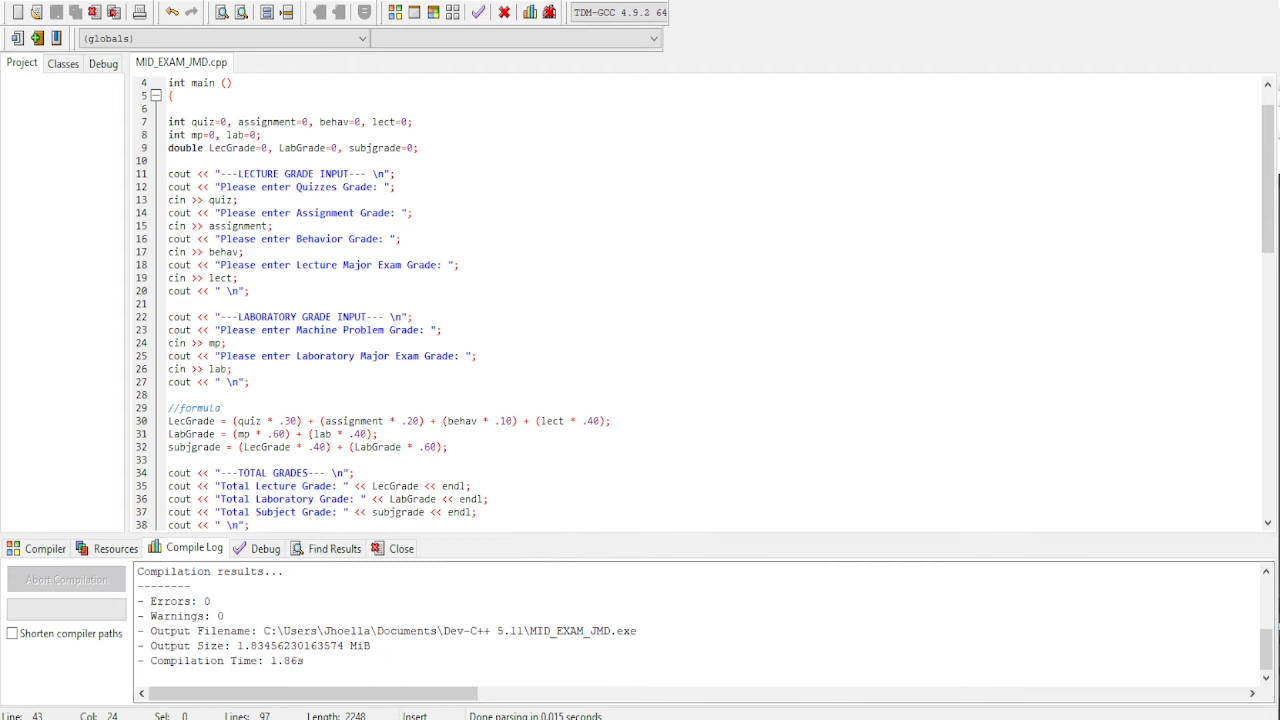 TDM-GCC 4.9.2 64
(globals)
Project Classes Debug MID_EXAM_JMD.cpp
4 int main ()
5 {
6
7 int quiz=0, assignment=0, behav=0, lect=0;
8 int mp=0, lab=0;
9 double LecGrade=0, LabGrade=0, subjgrade=0;
10
11 cout << "---LECTURE GRADE INPUT--- \n";
12 cout << "Please enter Quizzes Grade: ";
13 cin >> quiz;
14 cout << "Please enter Assignment Grade: ";
15 cin >> assignment;
16 cout << "Please enter Behavior Grade: ";
17 cin >> behav;
18 cout << "Please enter Lecture Major Exam Grade: ";
19 cin >> lect;
20 cout << " \n";
21
22 cout << "---LABORATORY GRADE INPUT--- \n";
23 cout << "Please enter Machine Problem Grade: ";
24 cin >> mp;
25 cout << "Please enter Laboratory Major Exam Grade: ";
26 cin >> lab;
27 cout << " \n";
28
29 //formula
30 LecGrade = (quiz * .30) + (assignment * .20) + (behav * .10) + (lect * .40);
31 LabGrade = (mp * .60) + (lab * .40);
32 subjgrade = (LecGrade * .40) + (LabGrade * .60);
33
34 cout << "---TOTAL GRADES--- \n";
35 cout << "Total Lecture Grade: " << LecGrade << endl;
36 cout << "Total Laboratory Grade: " << LabGrade << endl;
37 cout << "Total Subject Grade: " << subjgrade << endl;
38 cout << " \n";
Compiler Resources Compile Log Debug Find Results Close
Abort Compilation
Shorten compiler paths
Compilation results...
--------
- Errors: 0
- Warnings: 0
- Output Filename: C:\Users\Jhoella\Documents\Dev-C++ 5.11\MID_EXAM_JMD.exe
- Output Size: 1.83456230163574 MiB
- Compilation Time: 1.86s
Line: 43 Col: 24 Sel: 0 Lines: 97 Length: 2248 Insert Done parsing in 0.015 seconds